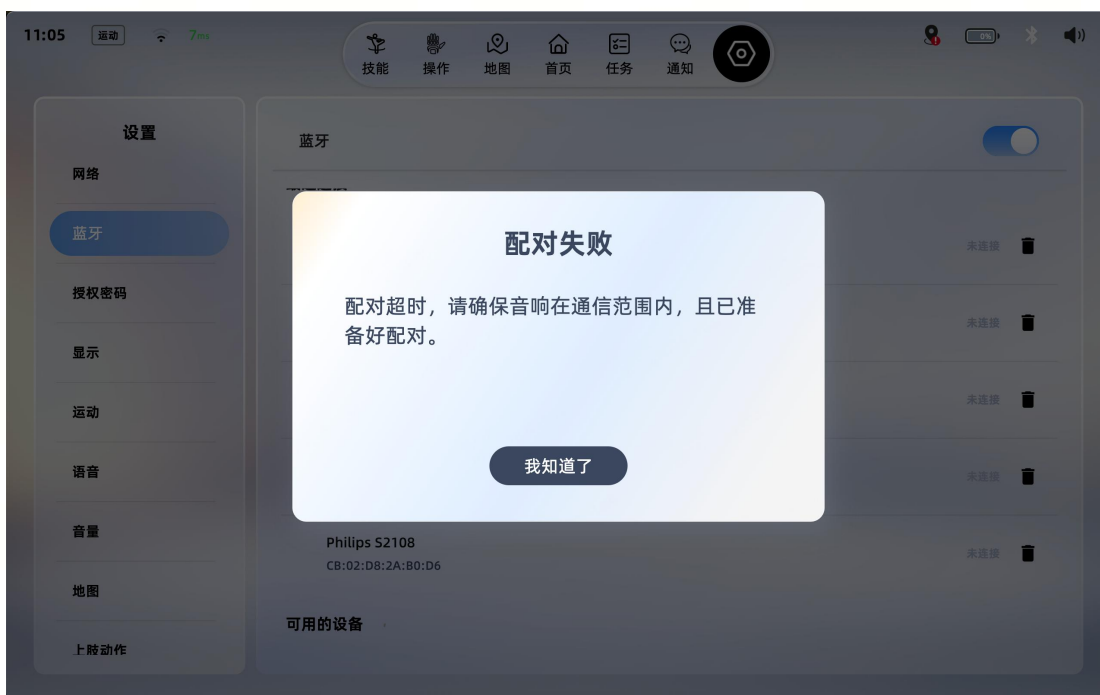 11:05
运动
7ms
0%
技能
操作
地图
首页
任务
通知
设置
网络
蓝牙
授权密码
显示
运动
语音
音量
地图
上肢动作
蓝牙
未连接
未连接
未连接
未连接
配对失败
配对超时，请确保音响在通信范围内，且已准
备好配对。
我知道了
Philips S2108
CB:02:D8:2A:B0:D6
未连接
可用的设备